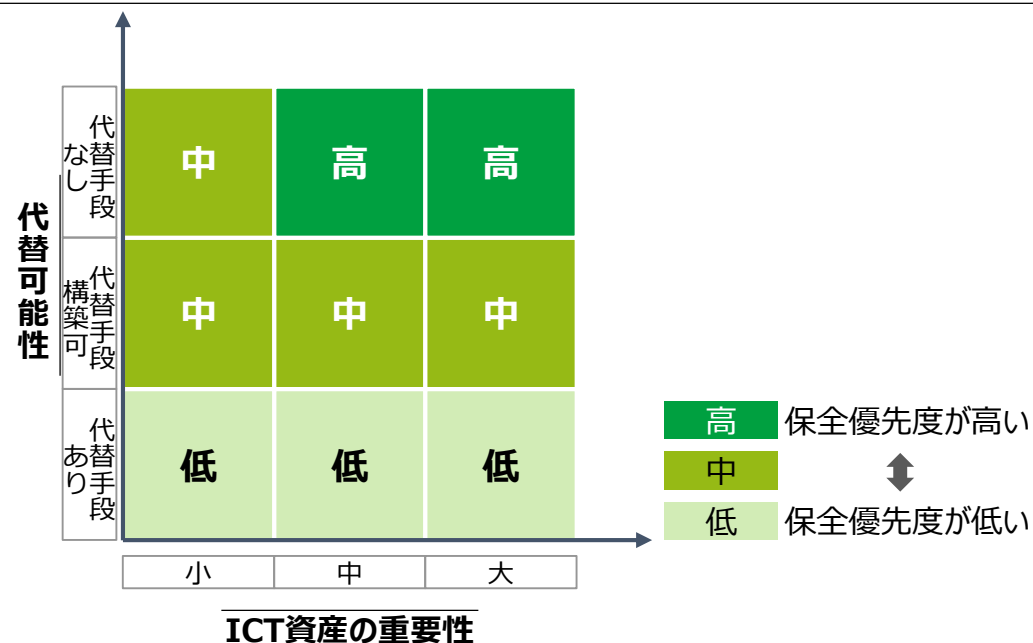 代替可能性
代替手段
なし
中
高
高
代替手段
構築可
中
中
中
代替手段
あり
低
低
低
小
中
大
ICT資産の重要性
高
保全優先度が高い
中
低
保全優先度が低い